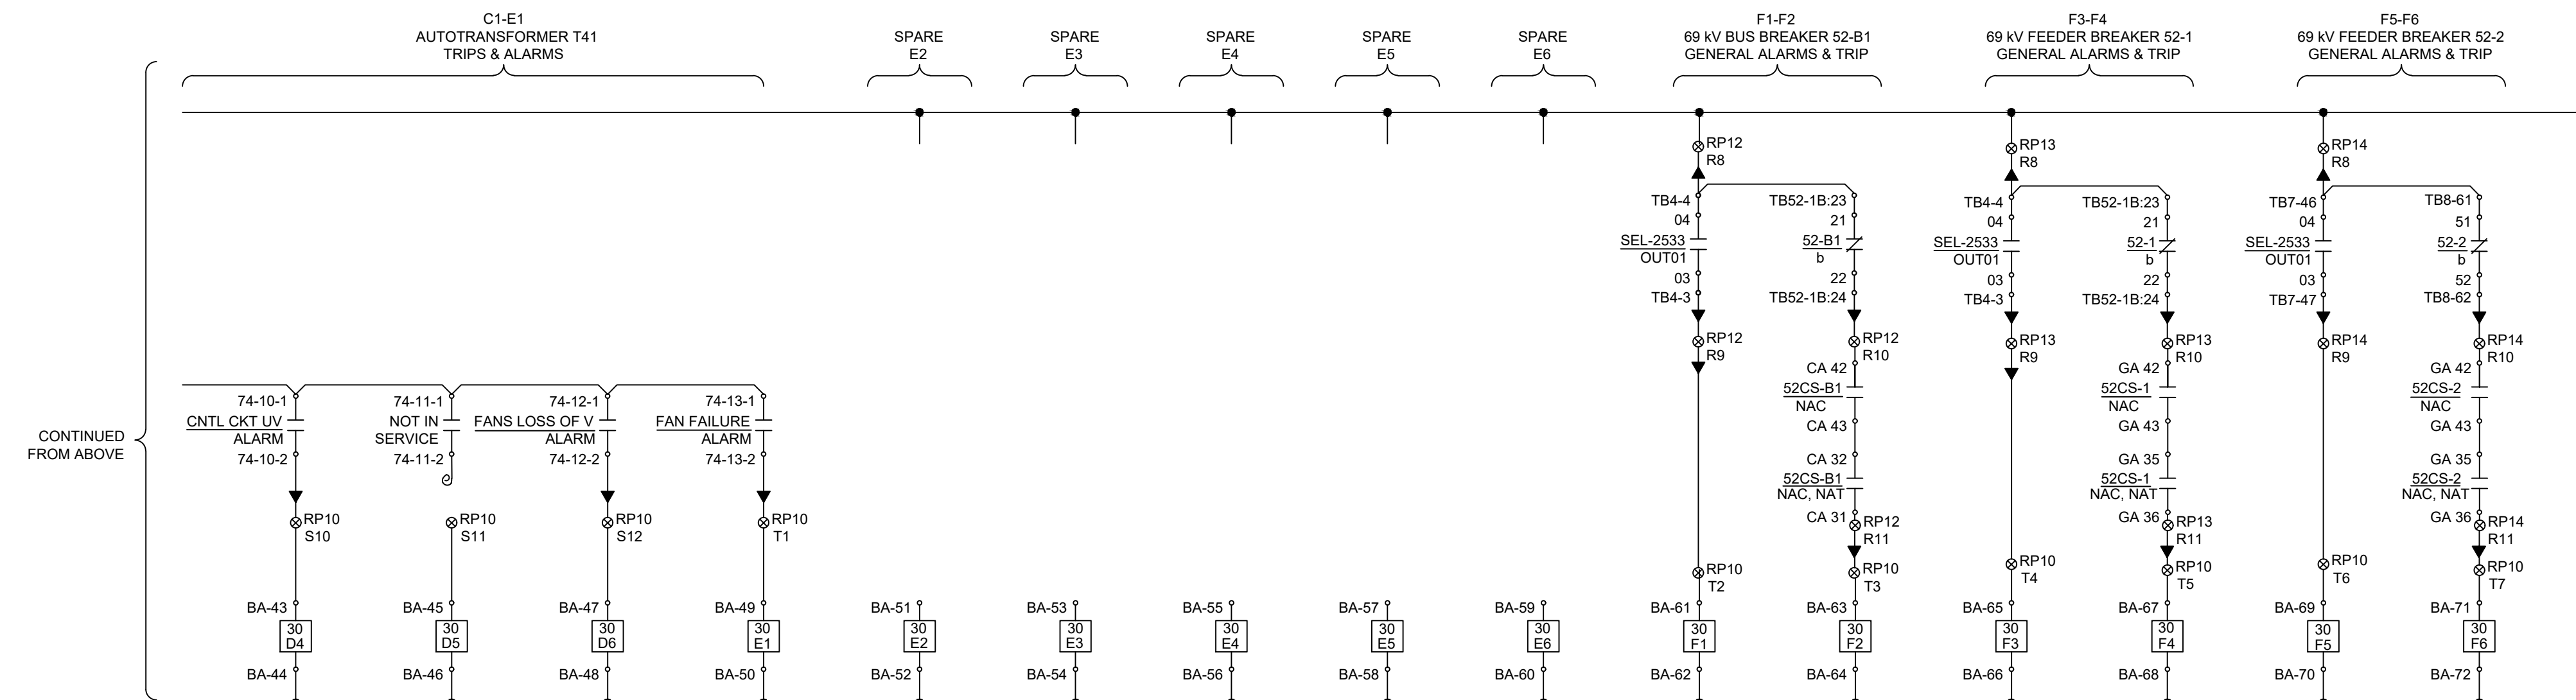 C1-E1
AUTOTRANSFORMER T41
TRIPS & ALARMS
SPARE
E2
SPARE
E3
SPARE
E4
SPARE
E5
SPARE
E6
F1-F2
69 kV BUS BREAKER 52-B1
GENERAL ALARMS & TRIP
F3-F4
69 kV FEEDER BREAKER 52-1
GENERAL ALARMS & TRIP
F5-F6
69 kV FEEDER BREAKER 52-2
GENERAL ALARMS & TRIP
CONTINUED
FROM ABOVE
74-10-1
CNTL CKT UV
ALARM
74-10-2
RP10
S10
BA-43
30
D4
BA-44
74-11-1
NOT IN
SERVICE
74-11-2
RP10
S11
BA-45
30
D5
BA-46
74-12-1
FANS LOSS OF V
ALARM
74-12-2
RP10
S12
BA-47
30
D6
BA-48
74-13-1
FAN FAILURE
ALARM
74-13-2
RP10
T1
BA-49
30
E1
BA-50
BA-51
30
E2
BA-52
BA-53
30
E3
BA-54
BA-55
30
E4
BA-56
BA-57
30
E5
BA-58
BA-59
30
E6
BA-60
RP12
R8
TB4-4
04
SEL-2533
OUT01
03
TB4-3
RP12
R9
RP10
T2
BA-61
30
F1
BA-62
TB52-1B:23
21
52-B1
b
22
TB52-1B:24
RP12
R10
CA 42
52CS-B1
NAC
CA 43
CA 32
52CS-B1
NAC, NAT
CA 31
RP12
R11
RP10
T3
BA-63
30
F2
BA-64
RP13
R8
TB4-4
04
SEL-2533
OUT01
03
TB4-3
RP13
R9
RP10
T4
BA-65
30
F3
BA-66
TB52-1B:23
21
52-1
b
22
TB52-1B:24
RP13
R10
GA 42
52CS-1
NAC
GA 43
GA 35
52CS-1
NAC, NAT
GA 36
RP13
R11
RP10
T5
BA-67
30
F4
BA-68
RP14
R8
TB7-46
04
SEL-2533
OUT01
03
TB7-47
RP14
R9
RP10
T6
BA-69
30
F5
BA-70
TB8-61
51
52-2
b
52
TB8-62
RP14
R10
GA 42
52CS-2
NAC
GA 43
GA 35
52CS-2
NAC, NAT
GA 36
RP14
R11
RP10
T7
BA-71
30
F6
BA-72